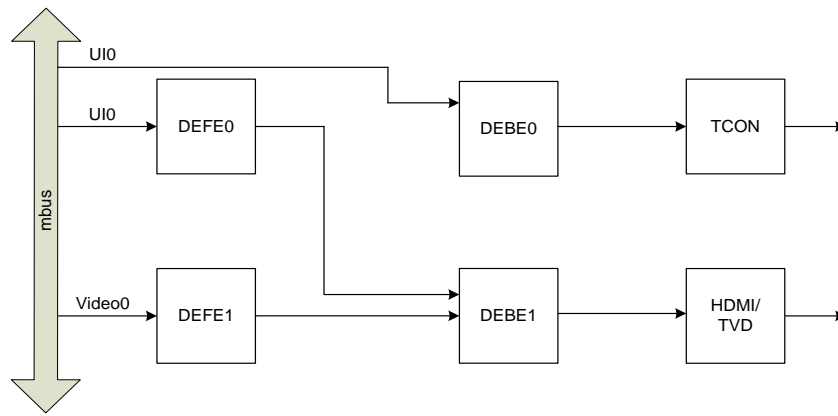 UI0
UI0
DEFE0
DEBE0
TCON
mbus
Video0
DEFE1
DEBE1
HDMI/
TVD